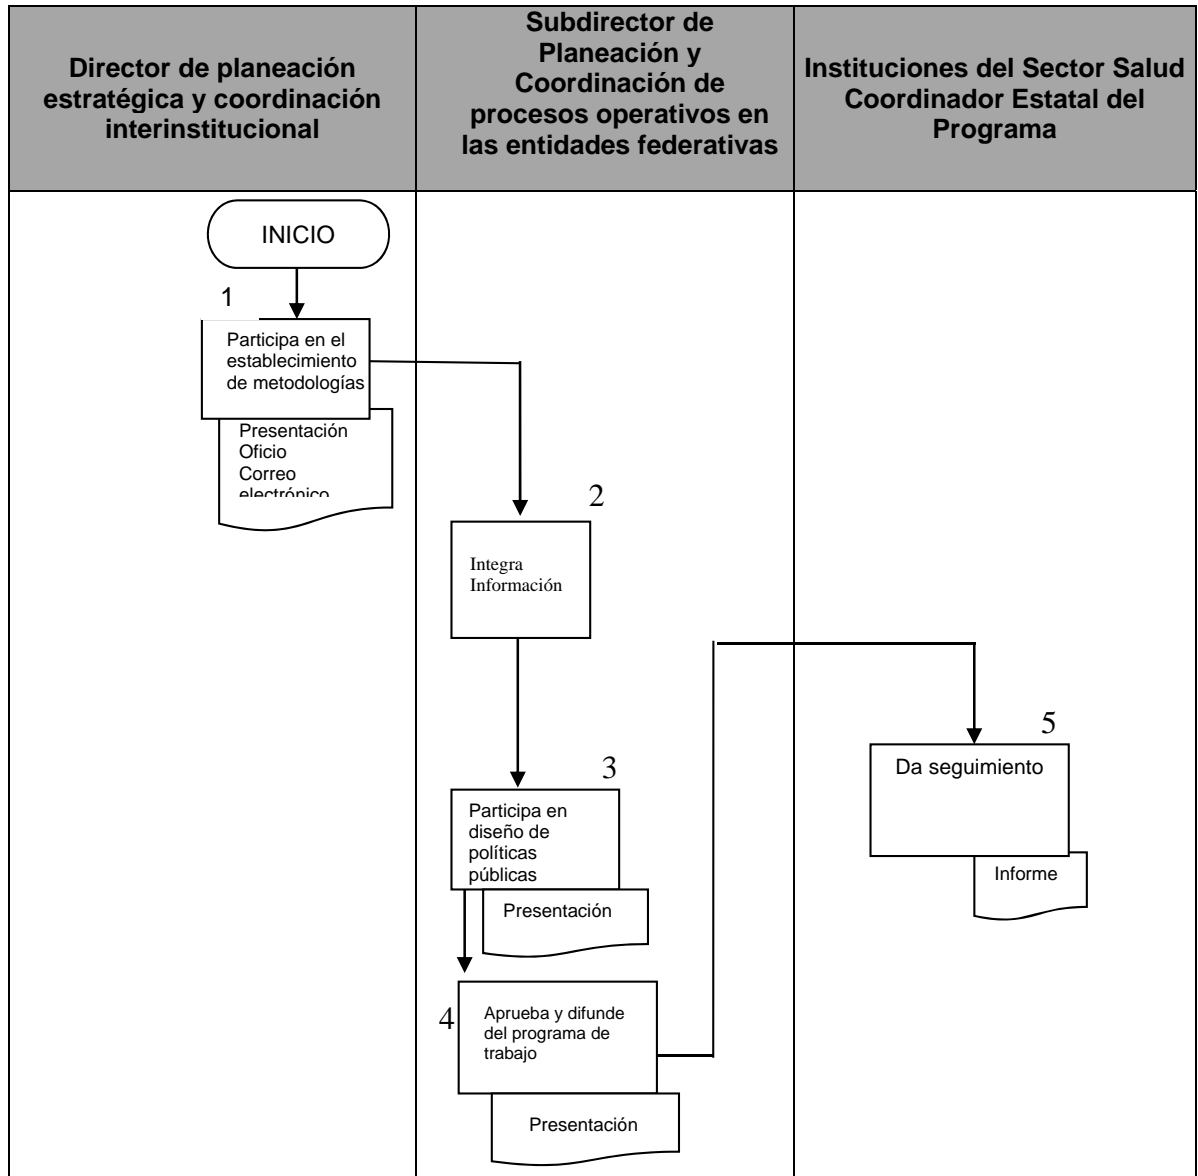 Director de planeación
estratégica y coordinación
interinstitucional
Subdirector de
Planeación y
Coordinación de
procesos operativos en
las entidades federativas
Instituciones del Sector Salud
Coordinador Estatal del
Programa
INICIO
1
Participa en el
establecimiento
de metodologías
Presentación
Oficio
Correo
electrónico
2
Integra
Información
3
Participa en
diseño de
políticas
públicas
Presentación
4
Aprueba y difunde
del programa de
trabajo
Presentación
5
Da seguimiento
Informe